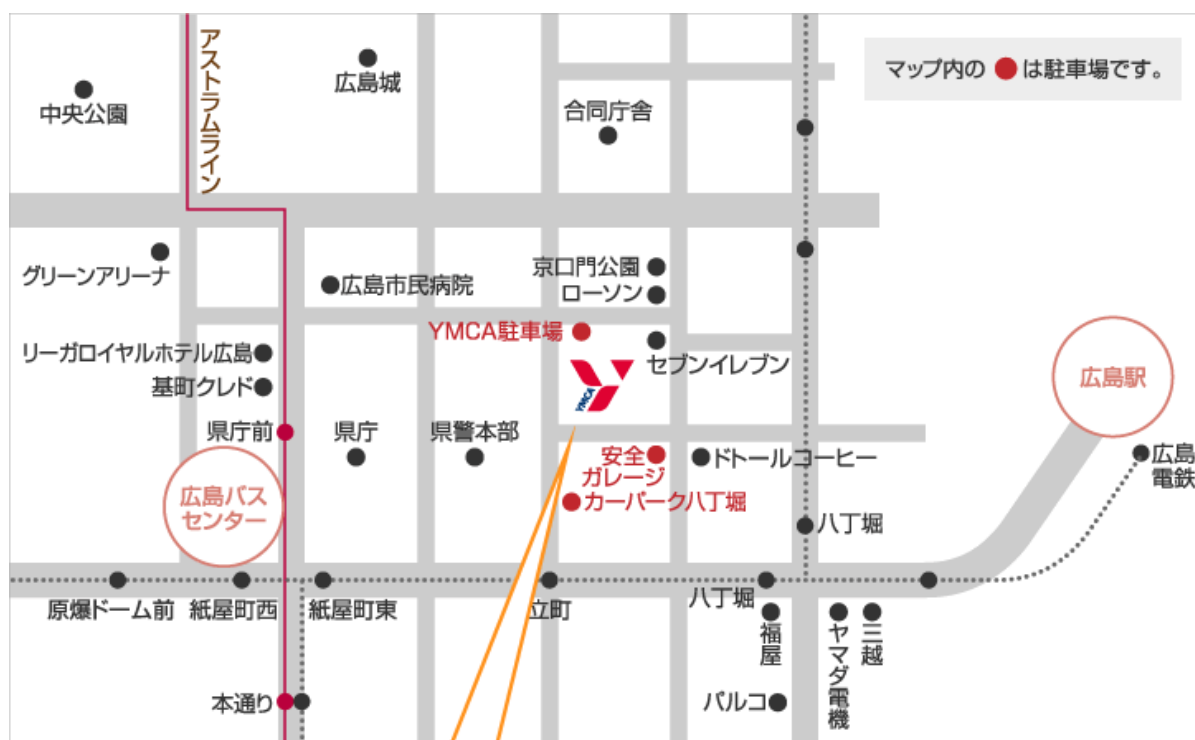 アストラムライン
広島城
マップ内の ● は駐車場です。
中央公園
合同庁舎
グリーンアリーナ
京口門公園
広島市民病院
ローソン
YMCA駐車場
リーガロイヤルホテル広島
セブンイレブン
基町クレド
YMCA
広島駅
県庁前
県庁
県警本部
安全
ガレージ
ドトールコーヒー
広島
電鉄
広島バス
センター
カーパーク八丁堀
八丁堀
原爆ドーム前
紙屋町西
紙屋町東
立町
八丁堀
福屋
ヤマダ電機
三越
本通り
パルコ